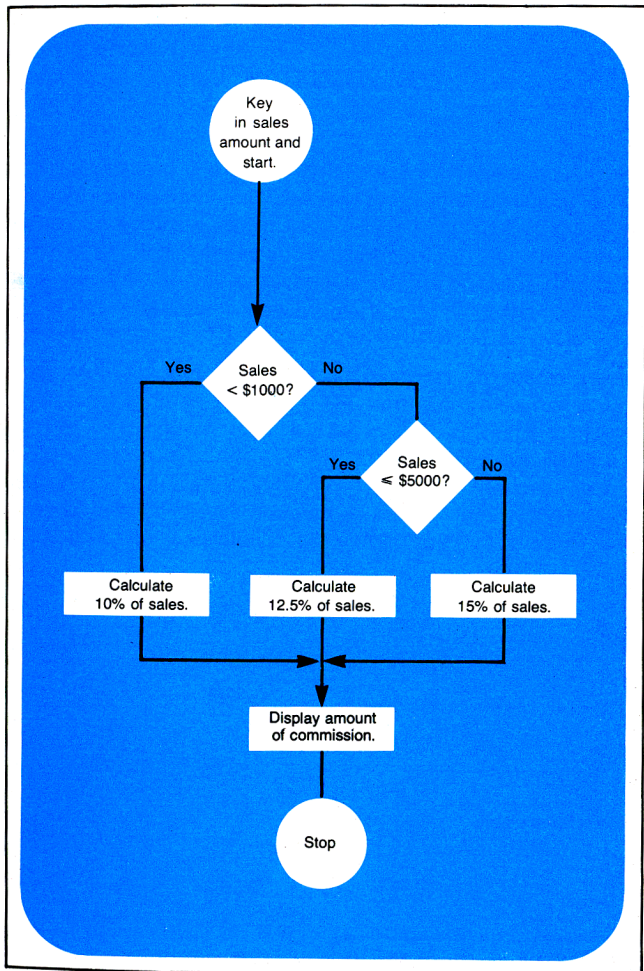 Key
in sales
amount and
start.
Yes
Sales
< $1000?
No
Yes
Sales
⩽ $5000?
No
Calculate
10% of sales.
Calculate
12.5% of sales.
Calculate
15% of sales.
Display amount
of commission.
Stop